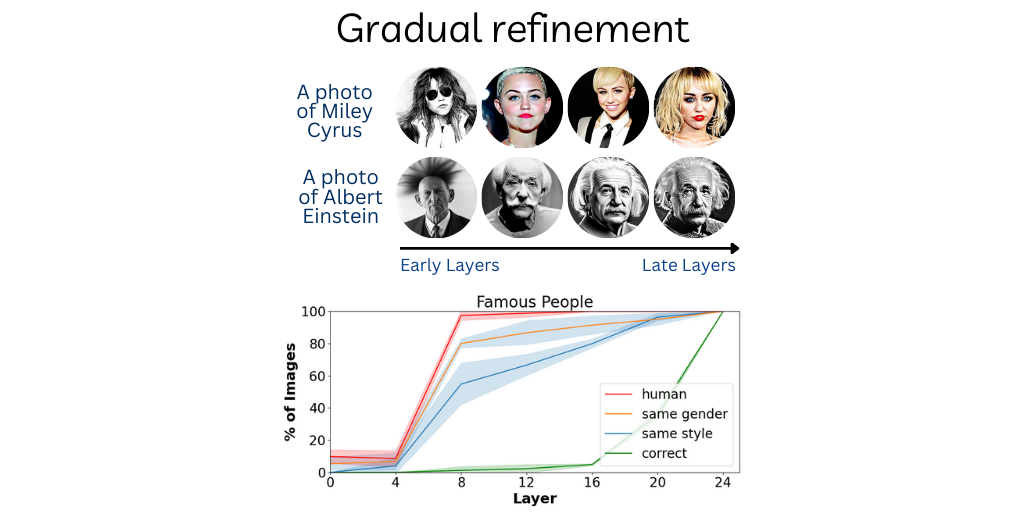 Gradual refinement
A photo
of Miley
Cyrus
A photo
of Albert
Einstein
Early Layers
Late Layers
Famous People
100
80
60
40
20
0
% of Images
human
same gender
same style
correct
0
4
8
12
16
20
24
Layer